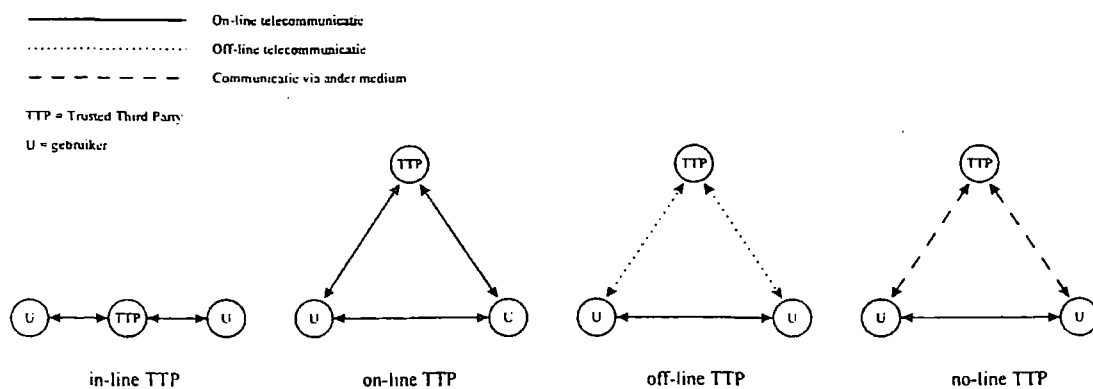 On-line telecommunicatie
Off-line telecommunicatie
Communicatie via ander medium
TTP = Trusted Third Party
U = gebruiker
TTP
TTP
TTP
U
TTP
U
U
U
U
U
U
U
in-line TTP
on-line TTP
off-line TTP
no-line TTP